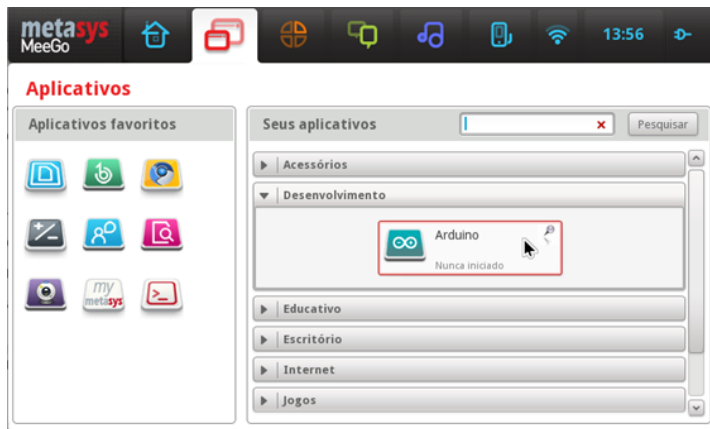 metasys
MeeGo
13:56
Aplicativos
Aplicativos favoritos
my
metasys
Seus aplicativos
Pesquisar
Acessórios
Desenvolvimento
Arduino
Nunca iniciado
Educativo
Escritório
Internet
Jogos